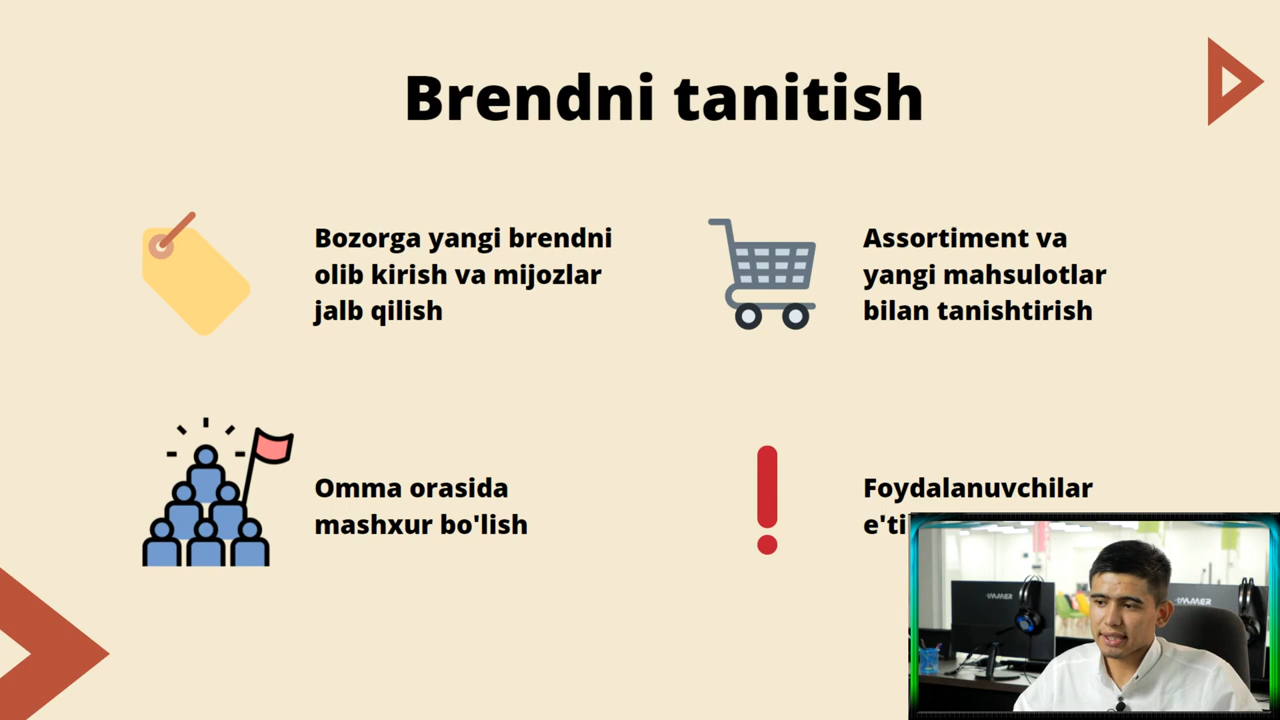 Brendni tanitish
Bozorga yangi brendni
olib kirish va mijozlar
jalb qilish
Assortiment va
yangi mahsulotlar
bilan tanishtirish
Omma orasida
mashxur bo'lish
Foydalanuvchilar
IMMER